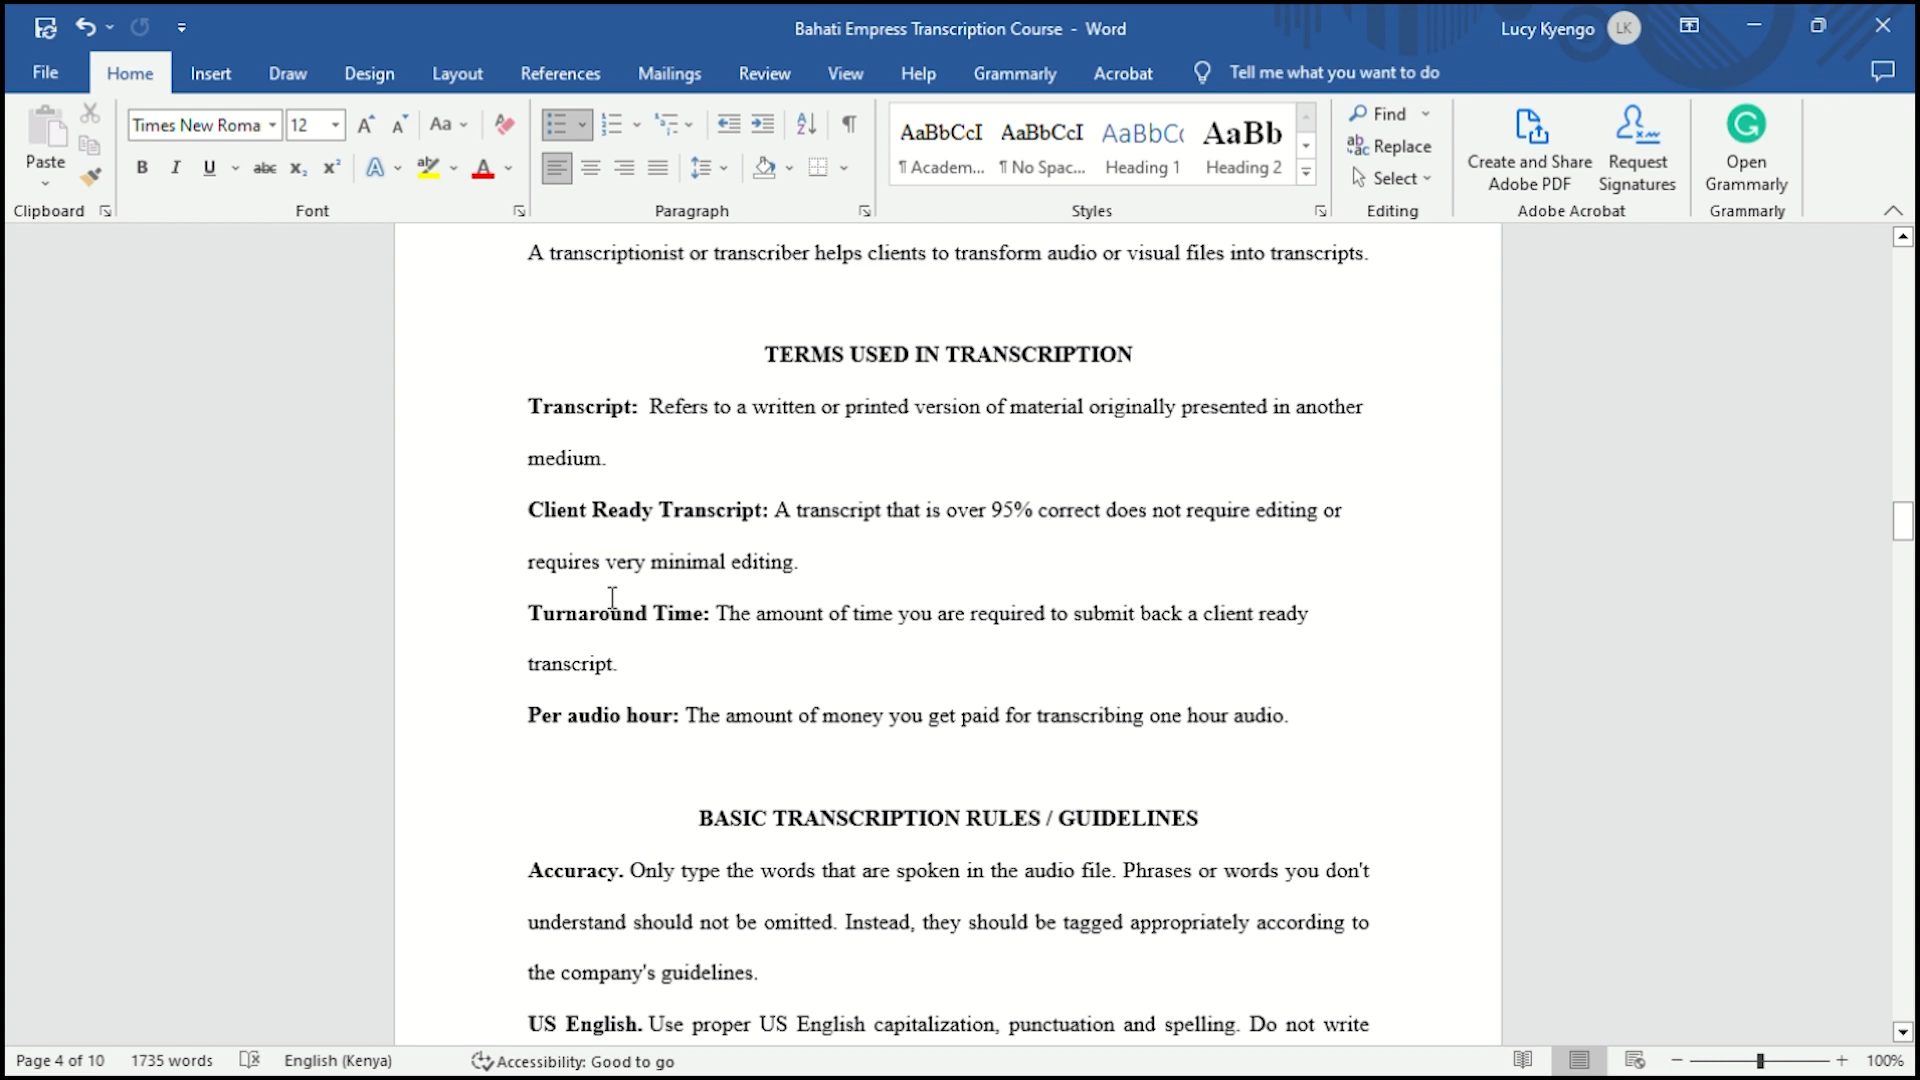 Bahati Empress Transcription Course - Word
Lucy Kyengo LK
File Home Insert Draw Design Layout References Mailings Review View Help Grammarly Acrobat Tell me what you want to do
Times New Roma 12 Aa
AaBbCcI AaBbCcI AaBbC AaBb
Find
Replace
Select
Paste
B I U abc x₂ x²
¶ Academ... ¶ No Spac... Heading 1 Heading 2
Create and Share Adobe PDF
Request Signatures
Open Grammarly
Clipboard Font Paragraph Styles Editing Adobe Acrobat Grammarly
A transcriptionist or transcriber helps clients to transform audio or visual files into transcripts.
TERMS USED IN TRANSCRIPTION
Transcript: Refers to a written or printed version of material originally presented in another
medium.
Client Ready Transcript: A transcript that is over 95% correct does not require editing or
requires very minimal editing.
Turnaround Time: The amount of time you are required to submit back a client ready
transcript.
Per audio hour: The amount of money you get paid for transcribing one hour audio.
BASIC TRANSCRIPTION RULES / GUIDELINES
Accuracy. Only type the words that are spoken in the audio file. Phrases or words you don't
understand should not be omitted. Instead, they should be tagged appropriately according to
the company's guidelines.
US English. Use proper US English capitalization, punctuation and spelling. Do not write
Page 4 of 10 1735 words English (Kenya) Accessibility: Good to go 100%